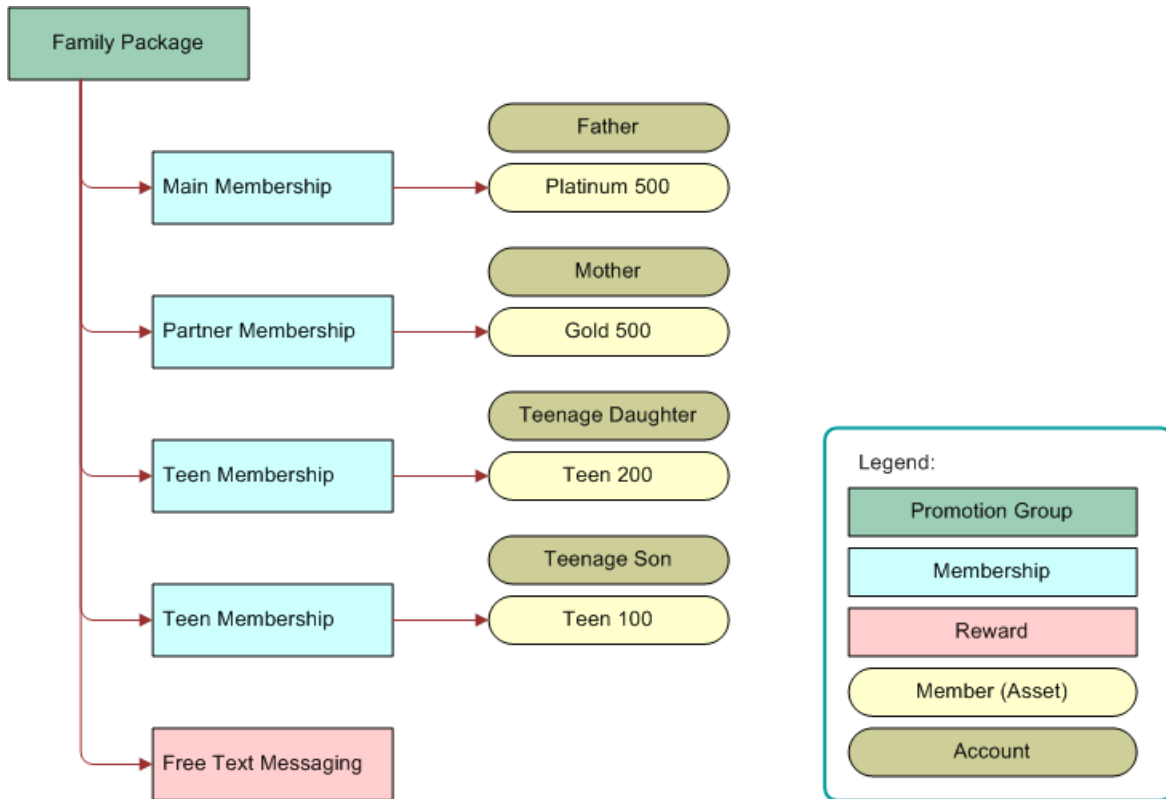 Family Package
Father
Main Membership
Platinum 500
Mother
Partner Membership
Gold 500
Teenage Daughter
Teen Membership
Teen 200
Teenage Son
Teen Membership
Teen 100
Free Text Messaging
Legend:
Promotion Group
Membership
Reward
Member (Asset)
Account